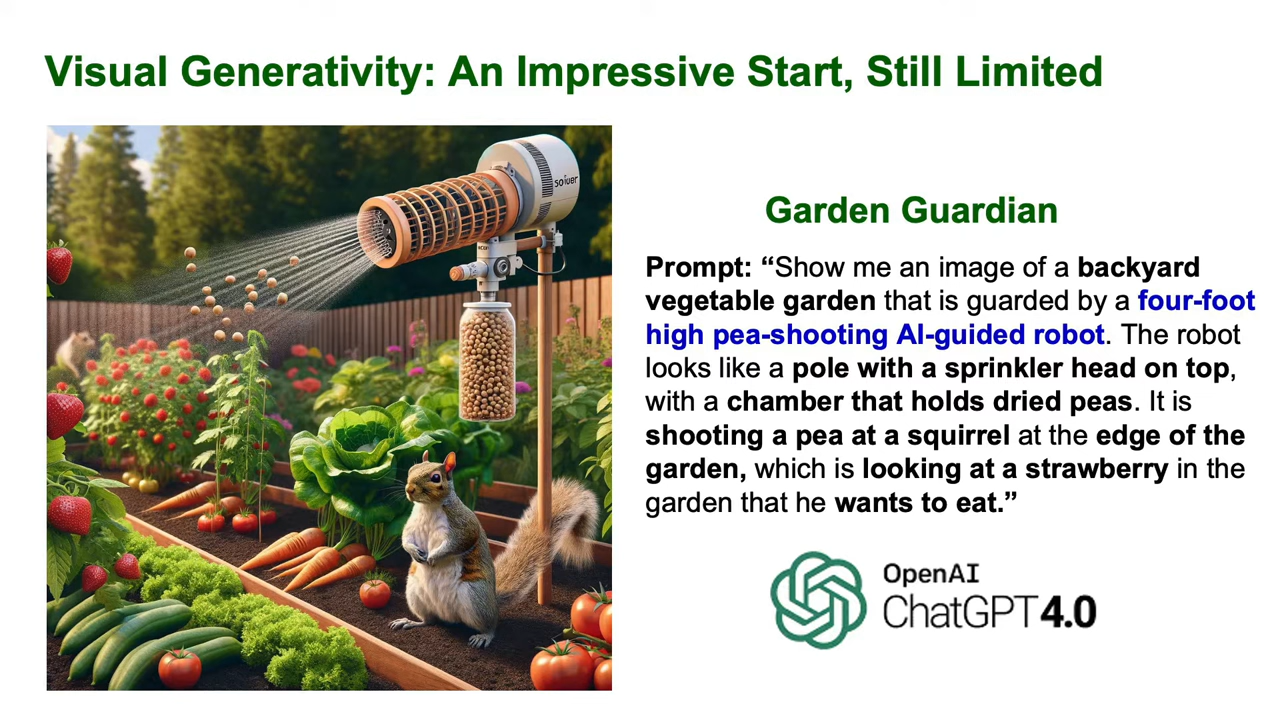 Visual Generativity: An Impressive Start, Still Limited
Garden Guardian
Prompt: “Show me an image of a backyard
vegetable garden that is guarded by a four-foot
high pea-shooting AI-guided robot. The robot
looks like a pole with a sprinkler head on top,
with a chamber that holds dried peas. It is
shooting a pea at a squirrel at the edge of the
garden, which is looking at a strawberry in the
garden that he wants to eat.”
OpenAI
ChatGPT 4.0